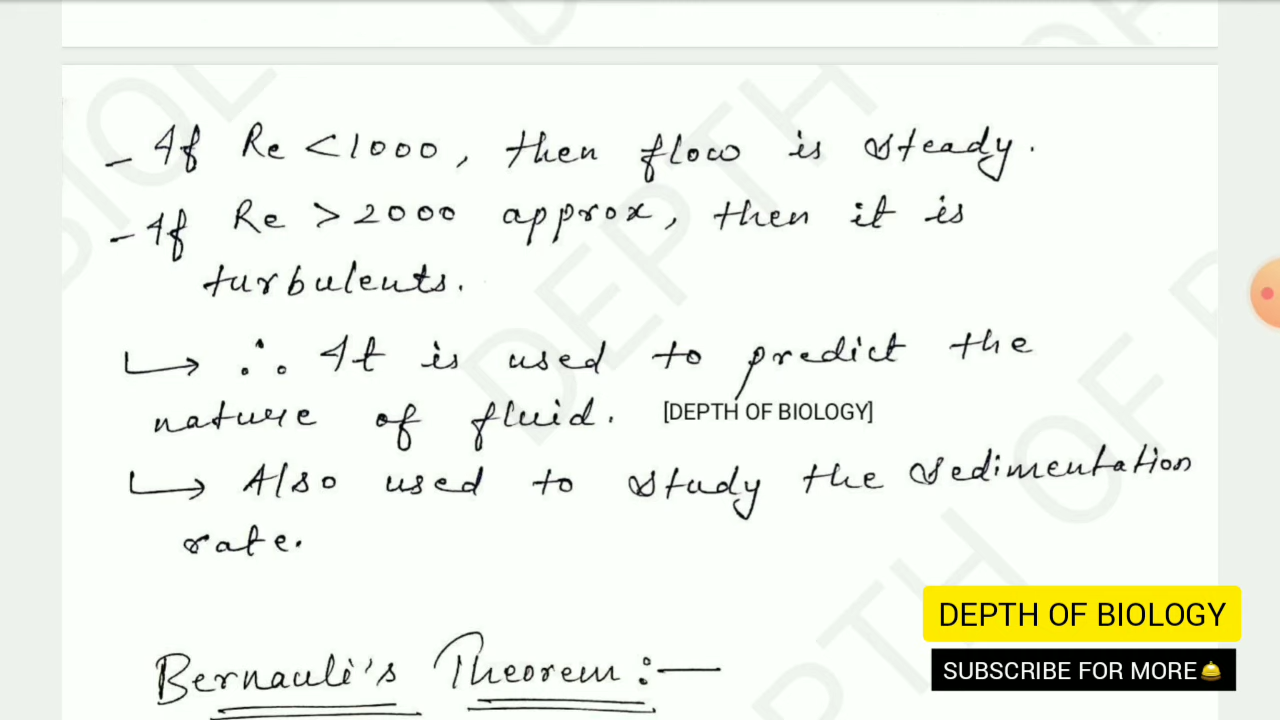 - If Re < 1000, then flow is steady.
- If Re > 2000 approx, then it is
turbulents.
↳ ∴ It is used to predict the
nature of fluid. [DEPTH OF BIOLOGY]
↳ Also used to study the sedimentation
rate.
DEPTH OF BIOLOGY
SUBSCRIBE FOR MORE
Bernauli's Theorem :—